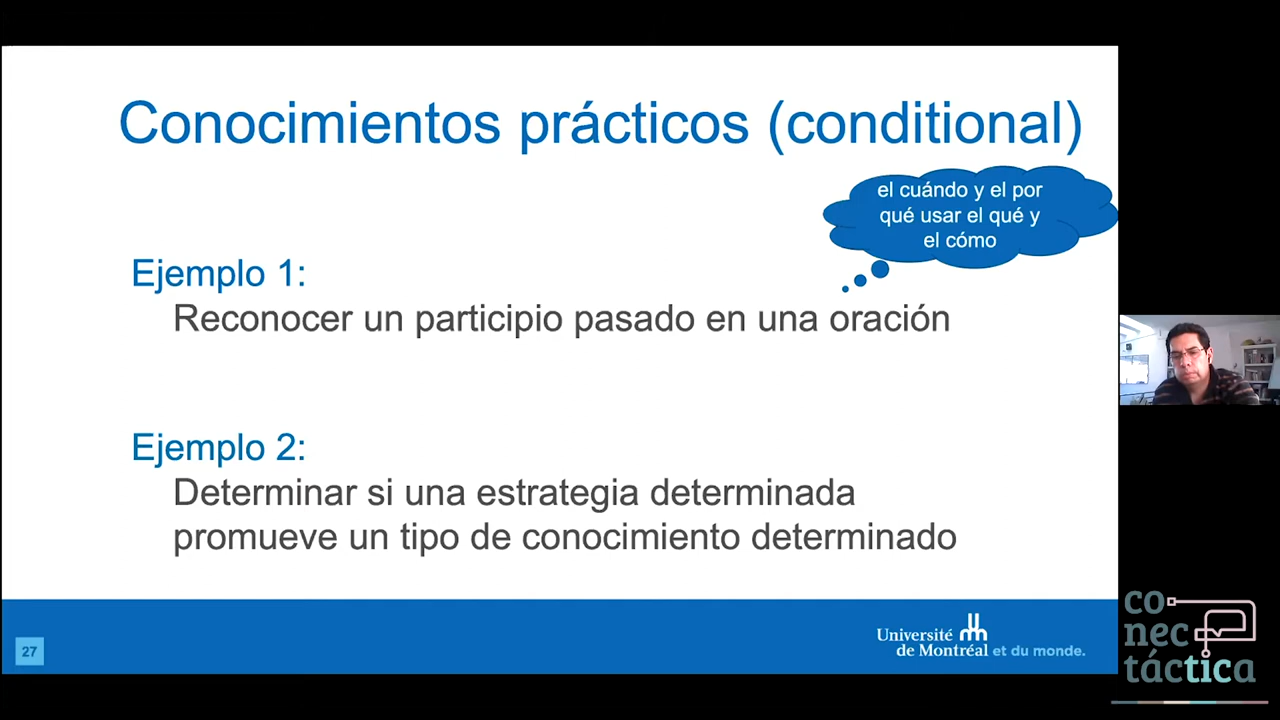 Conocimientos prácticos (conditional)
el cuándo y el por
qué usar el qué y
el cómo
Ejemplo 1:
Reconocer un participio pasado en una oración
Ejemplo 2:
Determinar si una estrategia determinada
promueve un tipo de conocimiento determinado
27
Université
de Montréal et du monde.
co
nec
táctica